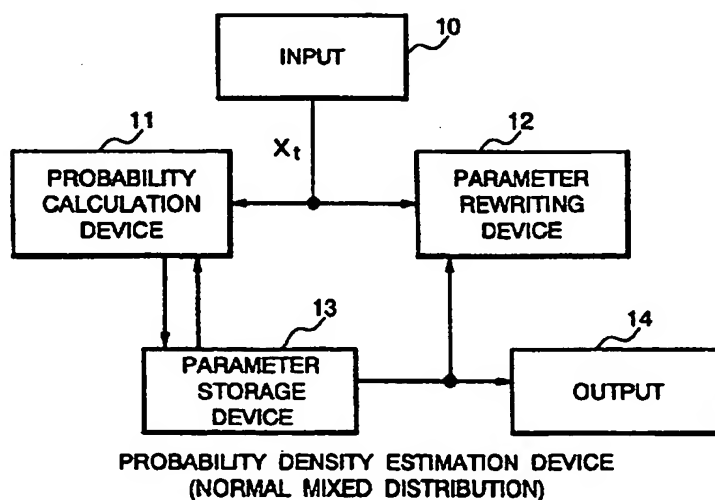 10
INPUT
11
12
Xt
PROBABILITY
CALCULATION
DEVICE
PARAMETER
REWRITING
DEVICE
13
14
PARAMETER
STORAGE
DEVICE
OUTPUT
PROBABILITY DENSITY ESTIMATION DEVICE
(NORMAL MIXED DISTRIBUTION)